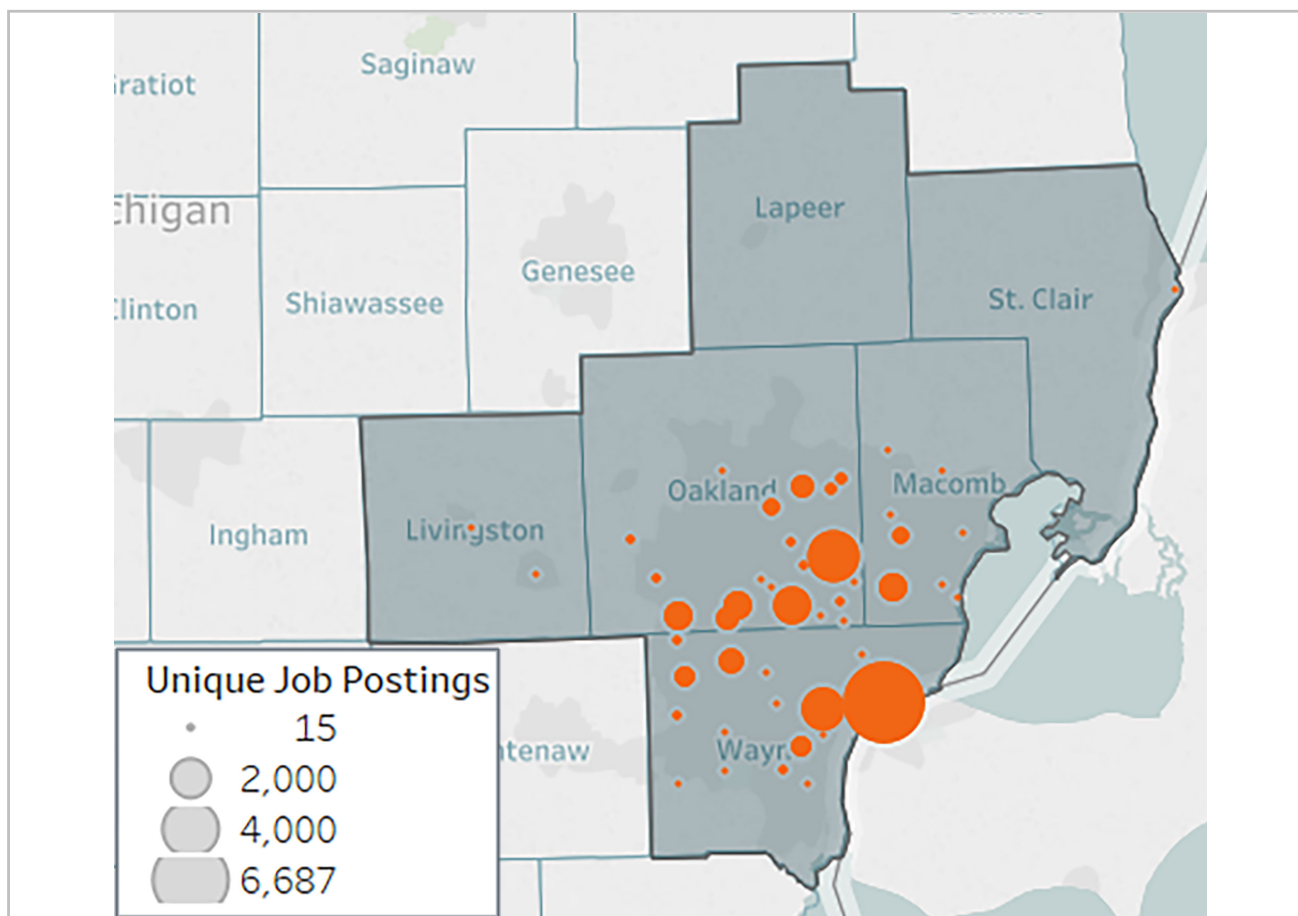 Saginaw
ratiot
chigan
Lapeer
Genesee
St. Clair
Shiawassee
Clinton
Oakland
Macomb
Livingston
Ingham
Wayn
tenaw
Unique Job Postings
15
2,000
4,000
6,687